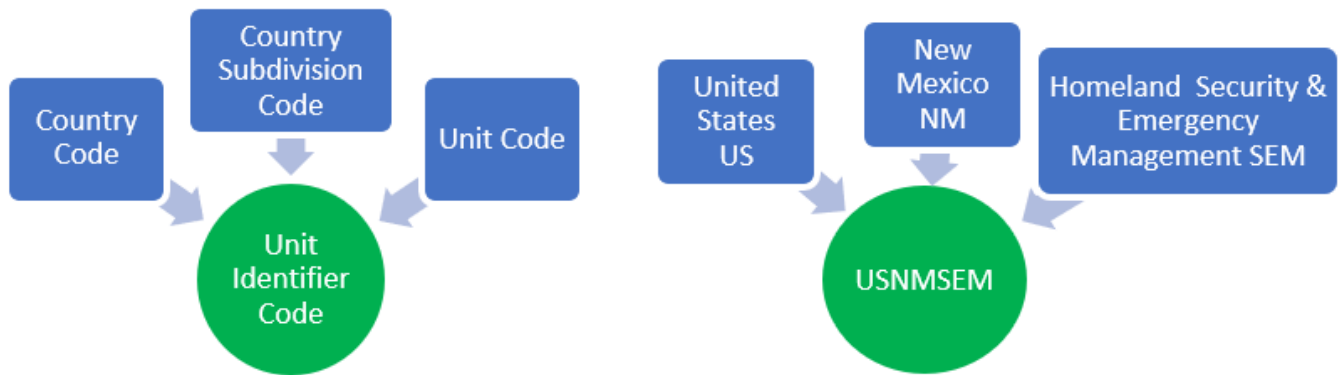 Country
Code
Country
Subdivision
Code
Unit Code
Unit
Identifier
Code
United
States
US
New
Mexico
NM
Homeland  Security &
Emergency
Management SEM
USNMSEM